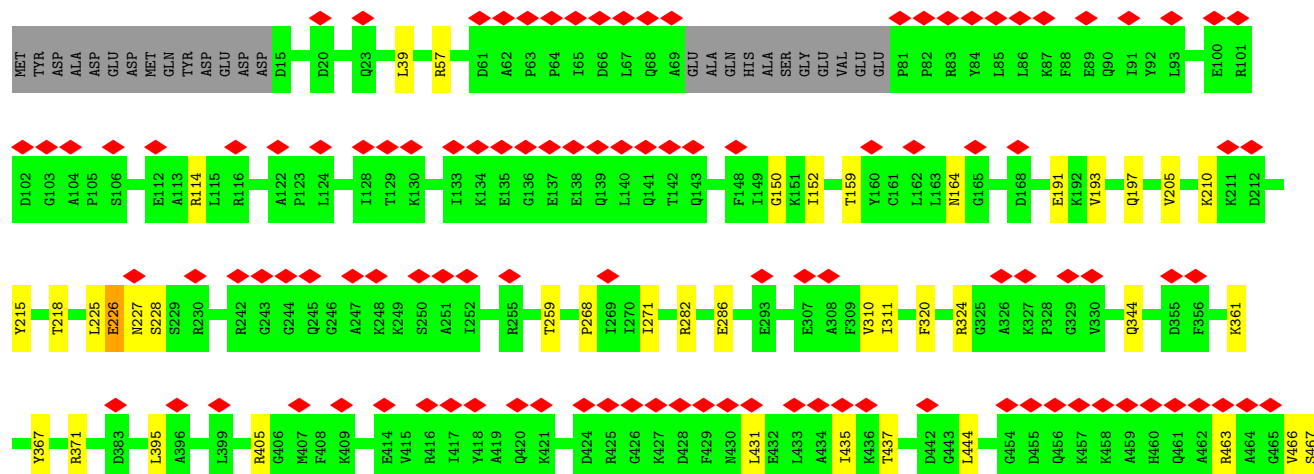 MET TYR ASP ALA ASP GLU ASP MET GLN TYR ASP GLU ASP ASP D15 D20 Q23 L39 R57 D61 A62 P63 P64 I65 D66 L67 Q68 A69 GLU ALA GLN HIS ALA SER GLY GLU VAL GLU GLU P81 P82 R83 Y84 L85 L86 K87 F88 E89 Q90 I91 Y92 L93 E100 R101
D102 G103 A104 P105 S106 E112 A113 R114 L115 R116 A122 P123 L124 I128 T129 K130 I133 K134 E135 G136 E137 E138 Q139 L140 Q141 T142 Q143 F148 I149 G150 K151 I152 T159 Y160 C161 L162 L163 N164 G165 D168 E191 K192 V193 Q197 V205 K210 K211 D212
Y215 T218 L225 E226 N227 S228 S229 R230 R242 G243 G244 Q245 G246 A247 K248 K249 S250 A251 I252 R255 T259 P268 I269 I270 I271 R282 E286 E293 E307 A308 F309 V310 I311 F320 R324 G325 A326 K327 P328 G329 V330 Q344 D355 F356 K361
Y367 R371 D383 L395 A396 L399 R405 G406 M407 F408 K409 E414 V415 R416 I417 Y418 A419 Q420 K421 D424 R425 G426 K427 D428 F429 N430 L431 E432 L433 A434 I435 K436 T437 D442 G443 L444 G454 D455 Q456 K457 K458 A459 H460 Q461 A462 R463 A464 G465 V466 S467